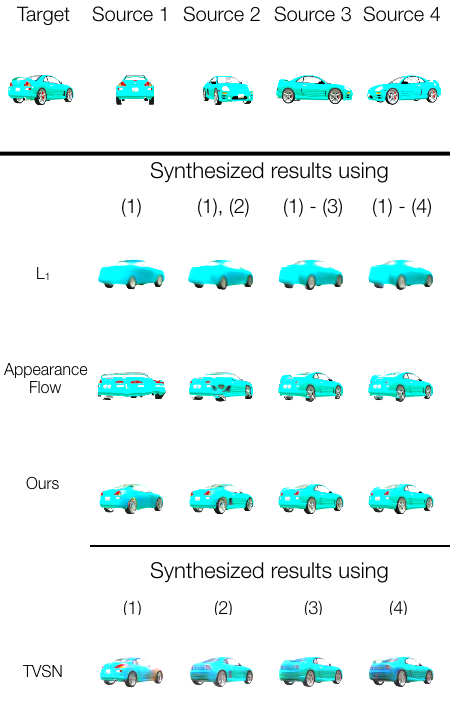 Target Source 1 Source 2 Source 3 Source 4
Synthesized results using
(1) (1), (2) (1) - (3) (1) - (4)
L₁
Appearance
Flow
Ours
Synthesized results using
(1) (2) (3) (4)
TVSN